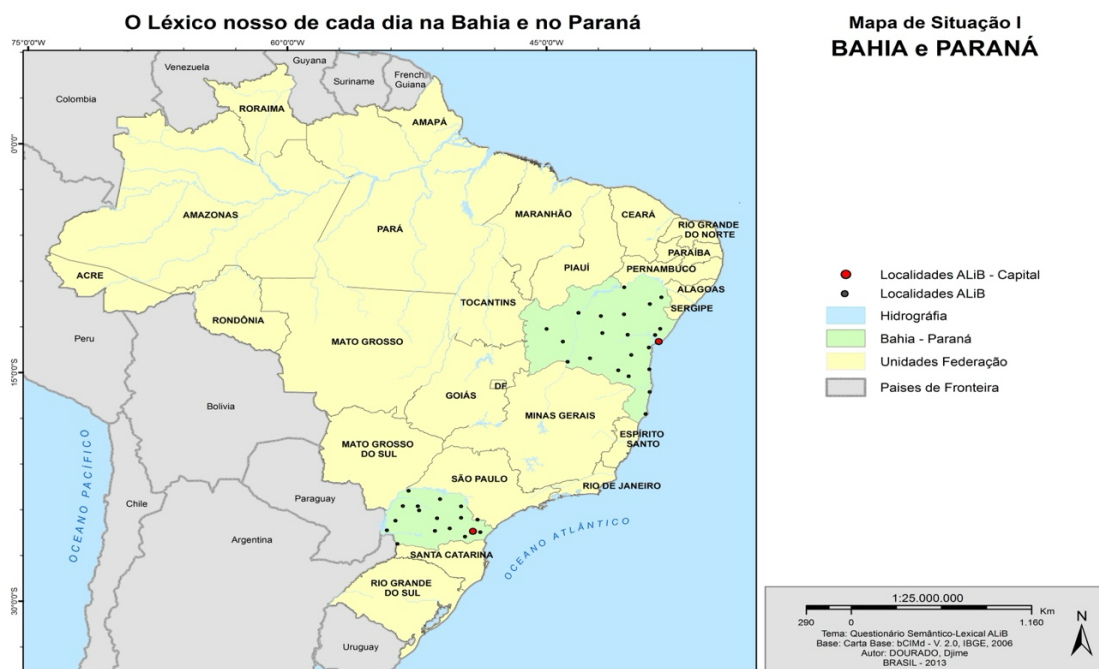 O Léxico nosso de cada dia na Bahia e no Paraná
Mapa de Situação I
BAHIA e PARANÁ
75°0'0"W
60°0'0"W
45°0'0"W
0°0'0"
15°0'0"S
30°0'0"S
Venezuela
Guyana
Suriname
French
Guiana
Colombia
RORAIMA
AMAPÁ
AMAZONAS
PARÁ
MARANHÃO
CEARÁ
RIO GRANDE
DO NORTE
PARAÍBA
PIAUÍ
PERNAMBUCO
ACRE
ALAGOAS
SERGIPE
TOCANTINS
RONDÔNIA
MATO GROSSO
Peru
GOIÁS
DF
Bolivia
MINAS GERAIS
ESPÍRITO
SANTO
MATO GROSSO
DO SUL
SÃO PAULO
RIO DE JANEIRO
OCEANO PACÍFICO
Chile
Paraguay
Argentina
OCEANO ATLÂNTICO
SANTA CATARINA
RIO GRANDE
DO SUL
Uruguay
Localidades ALiB - Capital
Localidades ALiB
Hidrográfia
Bahia - Paraná
Unidades Federação
Paises de Fronteira
1:25.000.000
Km
290 0 1.160
N
Tema: Questionário Semântico-Lexical ALiB
Base: Carta Base: bCIMd - V. 2.0, IBGE, 2006
Autor: DOURADO, Djime
BRASIL - 2013